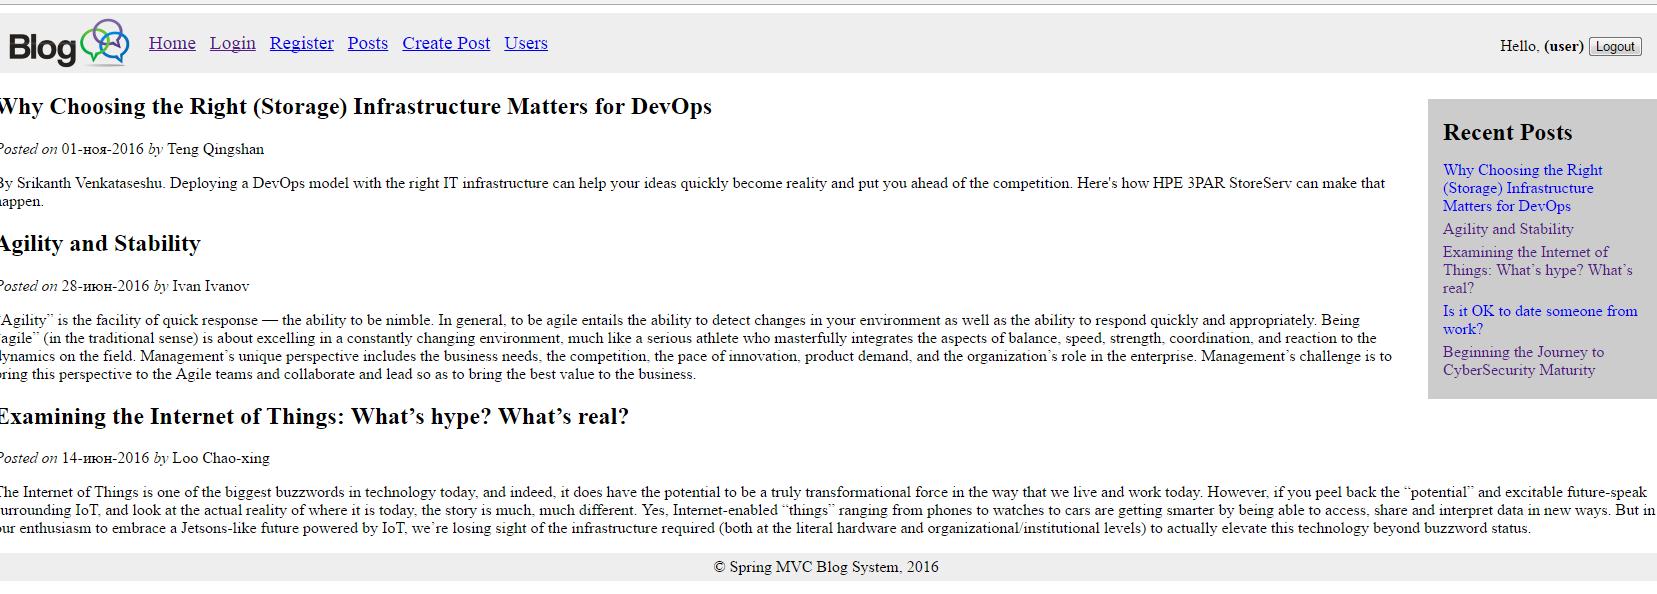 Blog Home Login Register Posts Create Post Users Hello, (user) Logout
Why Choosing the Right (Storage) Infrastructure Matters for DevOps
Posted on 01-ноя-2016 by Teng Qingshan
By Srikanth Venkataseshu. Deploying a DevOps model with the right IT infrastructure can help your ideas quickly become reality and put you ahead of the competition. Here's how HPE 3PAR StoreServ can make that
happen.
Agility and Stability
Posted on 28-июн-2016 by Ivan Ivanov
“Agility” is the facility of quick response — the ability to be nimble. In general, to be agile entails the ability to detect changes in your environment as well as the ability to respond quickly and appropriately. Being
“agile” (in the traditional sense) is about excelling in a constantly changing environment, much like a serious athlete who masterfully integrates the aspects of balance, speed, strength, coordination, and reaction to the
dynamics on the field. Management’s unique perspective includes the business needs, the competition, the pace of innovation, product demand, and the organization’s role in the enterprise. Management’s challenge is to
bring this perspective to the Agile teams and collaborate and lead so as to bring the best value to the business.
Examining the Internet of Things: What’s hype? What’s real?
Posted on 14-июн-2016 by Loo Chao-xing
The Internet of Things is one of the biggest buzzwords in technology today, and indeed, it does have the potential to be a truly transformational force in the way that we live and work today. However, if you peel back the “potential” and excitable future-speak
surrounding IoT, and look at the actual reality of where it is today, the story is much, much different. Yes, Internet-enabled “things” ranging from phones to watches to cars are getting smarter by being able to access, share and interpret data in new ways. But in
our enthusiasm to embrace a Jetsons-like future powered by IoT, we’re losing sight of the infrastructure required (both at the literal hardware and organizational/institutional levels) to actually elevate this technology beyond buzzword status.
Recent Posts
Why Choosing the Right
(Storage) Infrastructure
Matters for DevOps
Agility and Stability
Examining the Internet of
Things: What’s hype? What’s
real?
Is it OK to date someone from
work?
Beginning the Journey to
CyberSecurity Maturity
© Spring MVC Blog System, 2016